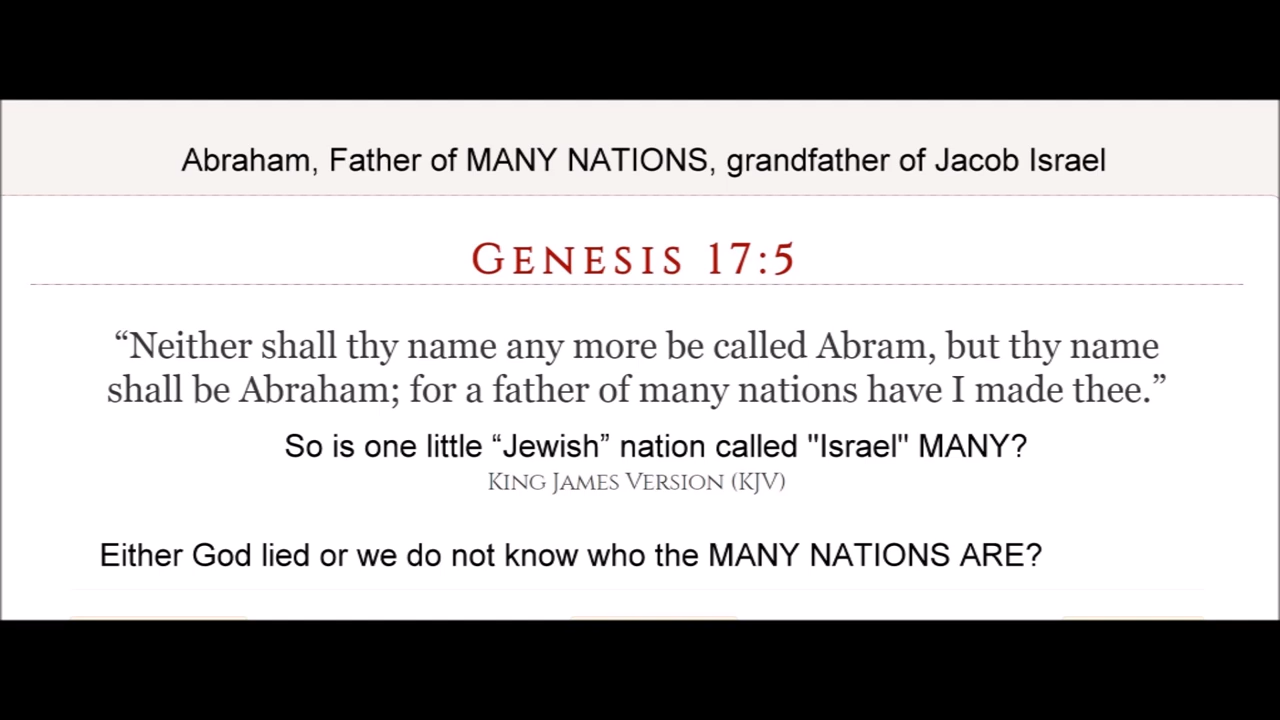 Abraham, Father of MANY NATIONS, grandfather of Jacob Israel
GENESIS 17:5
“Neither shall thy name any more be called Abram, but thy name
shall be Abraham; for a father of many nations have I made thee.”
So is one little “Jewish” nation called "Israel" MANY?
KING JAMES VERSION (KJV)
Either God lied or we do not know who the MANY NATIONS ARE?